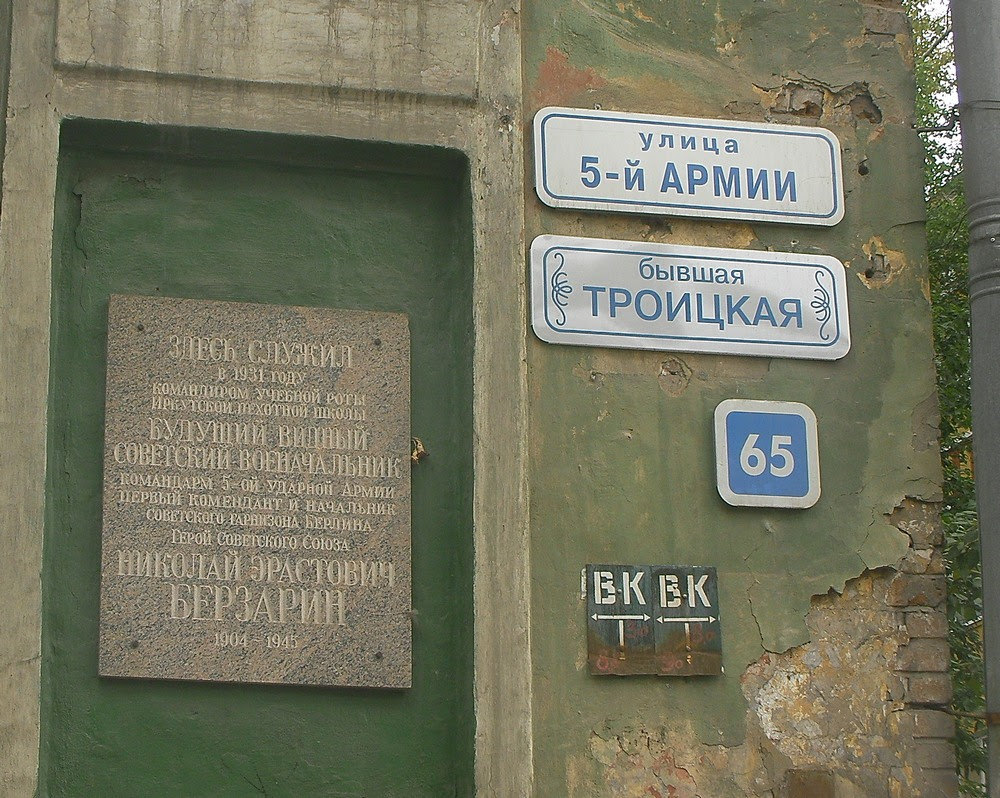 ЗДЕСЬ СЛУЖИЛ
В 1931 ГОДУ
КОМАНДИРОМ УЧЕБНОЙ РОТЫ
ИРКУТСКОЙ ПЕХОТНОЙ ШКОЛЫ
БУДУЩИЙ ВИДНЫЙ
СОВЕТСКИЙ ВОЕНАЧАЛЬНИК
КОМАНДАРМ 5-ОЙ УДАРНОЙ АРМИИ
ПЕРВЫЙ КОМЕНДАНТ И НАЧАЛЬНИК
СОВЕТСКОГО ГАРНИЗОНА БЕРЛИНА
ГЕРОЙ СОВЕТСКОГО СОЮЗА
НИКОЛАЙ ЭРАСТОВИЧ
БЕРЗАРИН
1904-1945
улица
5-й АРМИИ
бывшая
ТРОИЦКАЯ
65
В-К В-К